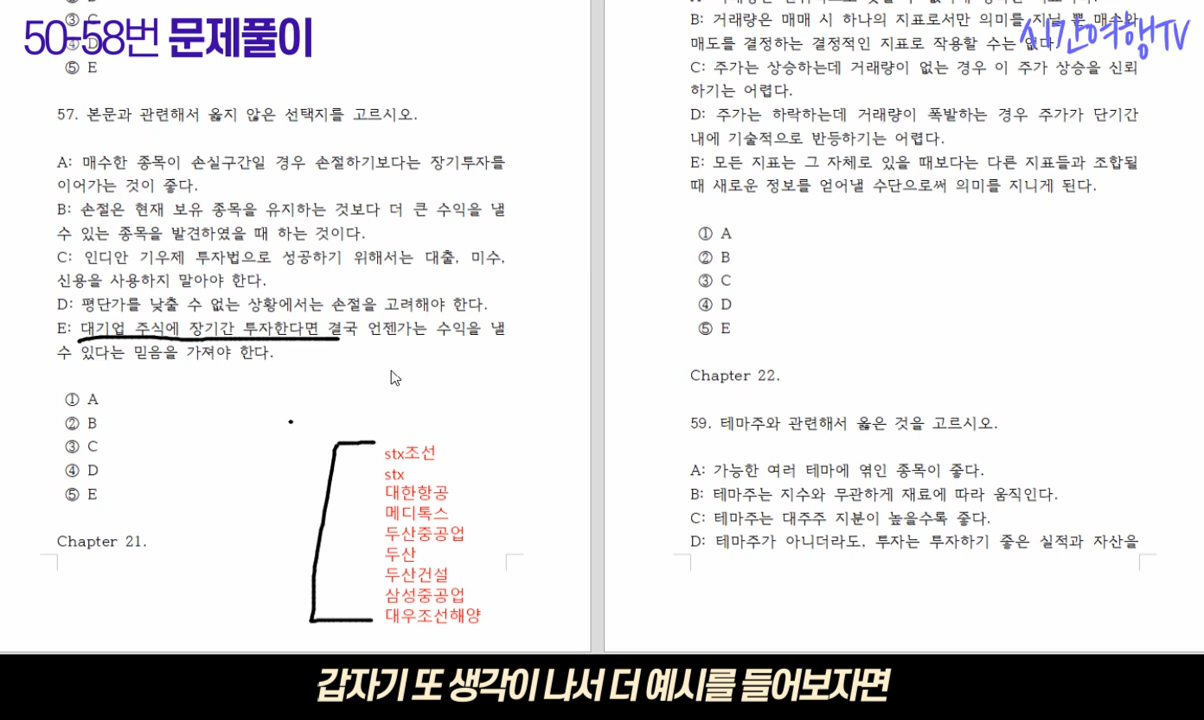 50-58번 문제풀이
③ C
④ D
⑤ E
57. 본문과 관련해서 옳지 않은 선택지를 고르시오.
A: 매수한 종목이 손실구간일 경우 손절하기보다는 장기투자를
이어가는 것이 좋다.
B: 손절은 현재 보유 종목을 유지하는 것보다 더 큰 수익을 낼
수 있는 종목을 발견하였을 때 하는 것이다.
C: 인디안 기우제 투자법으로 성공하기 위해서는 대출, 미수,
신용을 사용하지 말아야 한다.
D: 평단가를 낮출 수 없는 상황에서는 손절을 고려해야 한다.
E: 대기업 주식에 장기간 투자한다면 결국 언젠가는 수익을 낼
수 있다는 믿음을 가져야 한다.
① A
② B
③ C
④ D
⑤ E
stx조선
stx
대한항공
메디톡스
두산중공업
두산
두산건설
삼성중공업
대우조선해양
Chapter 21.
시간여행TV
B: 거래량은 매매 시 하나의 지표로서만 의미를 지닐 뿐 매수와
매도를 결정하는 결정적인 지표로 작용할 수는 없다.
C: 주가는 상승하는데 거래량이 없는 경우 이 주가 상승을 신뢰
하기는 어렵다.
D: 주가는 하락하는데 거래량이 폭발하는 경우 주가가 단기간
내에 기술적으로 반등하기는 어렵다.
E: 모든 지표는 그 자체로 있을 때보다는 다른 지표들과 조합될
때 새로운 정보를 얻어낼 수단으로써 의미를 지니게 된다.
① A
② B
③ C
④ D
⑤ E
Chapter 22.
59. 테마주와 관련해서 옳은 것을 고르시오.
A: 가능한 여러 테마에 엮인 종목이 좋다.
B: 테마주는 지수와 무관하게 재료에 따라 움직인다.
C: 테마주는 대주주 지분이 높을수록 좋다.
D: 테마주가 아니더라도, 투자는 투자하기 좋은 실적과 자산을
갑자기 또 생각이 나서 더 예시를 들어보자면